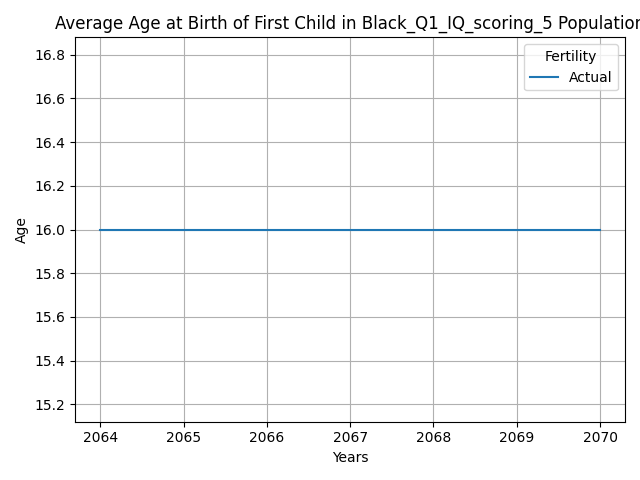 Average Age at Birth of First Child in Black_Q1_IQ_scoring_5 Population
Fertility
Actual
16.8
16.6
16.4
16.2
16.0
15.8
15.6
15.4
15.2
Age
2064 2065 2066 2067 2068 2069 2070
Years